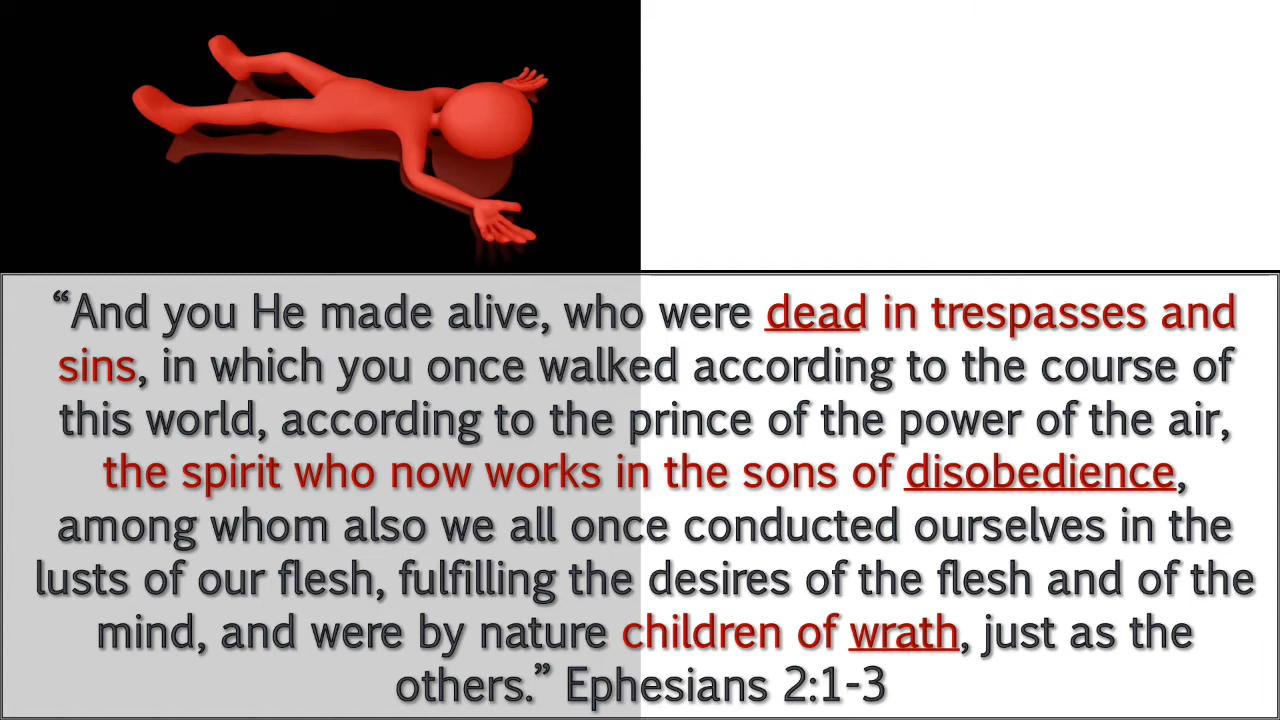 “And you He made alive, who were dead in trespasses and
sins, in which you once walked according to the course of
this world, according to the prince of the power of the air,
the spirit who now works in the sons of disobedience,
among whom also we all once conducted ourselves in the
lusts of our flesh, fulfilling the desires of the flesh and of the
mind, and were by nature children of wrath, just as the
others.” Ephesians 2:1-3